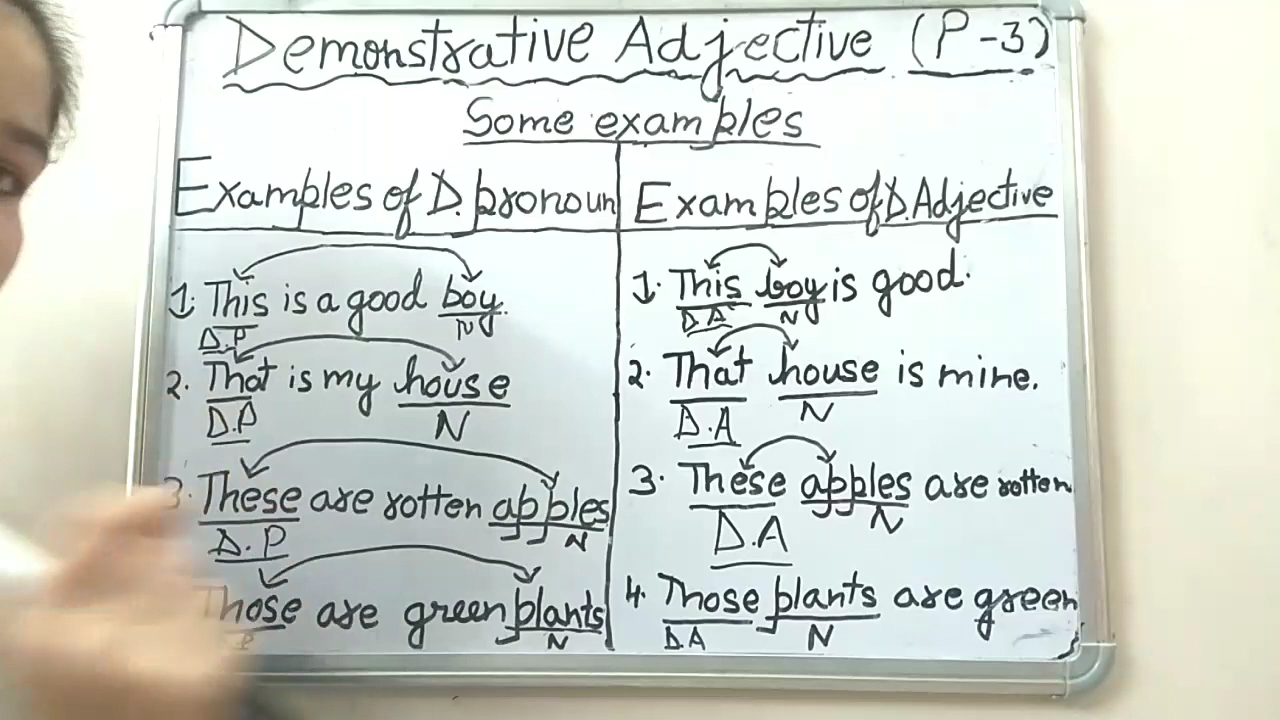 Demonstrative Adjective (P-3)
Some examples
Examples of D. pronoun
1. This is a good boy.
D.P N
2. That is my house
D.P N
3. These are rotten apples
D.P N
Those are green plants
P N
Examples of D. Adjective
1. This boy is good.
D.A N
2. That house is mine.
D.A N
3. These apples are rotten
D.A N
4. Those plants are green
D.A N